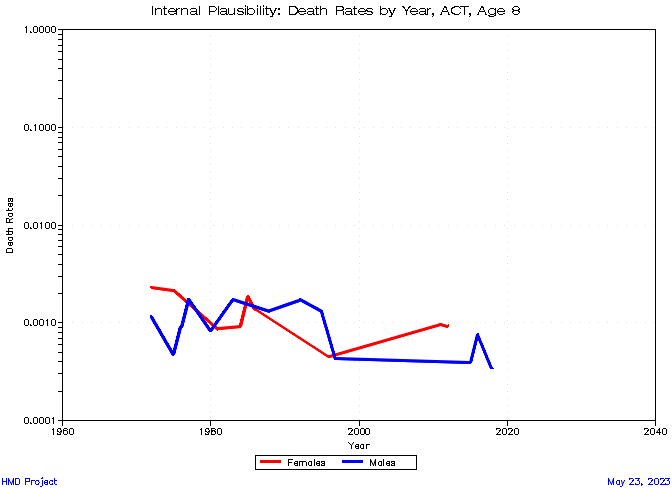 Internal Plausibility: Death Rates by Year, ACT, Age 8
1.0000
0.1000
0.0100
0.0010
0.0001
Death Rates
1960
1980
2000
2020
2040
Year
Females
Males
HMD Project
May 23, 2023